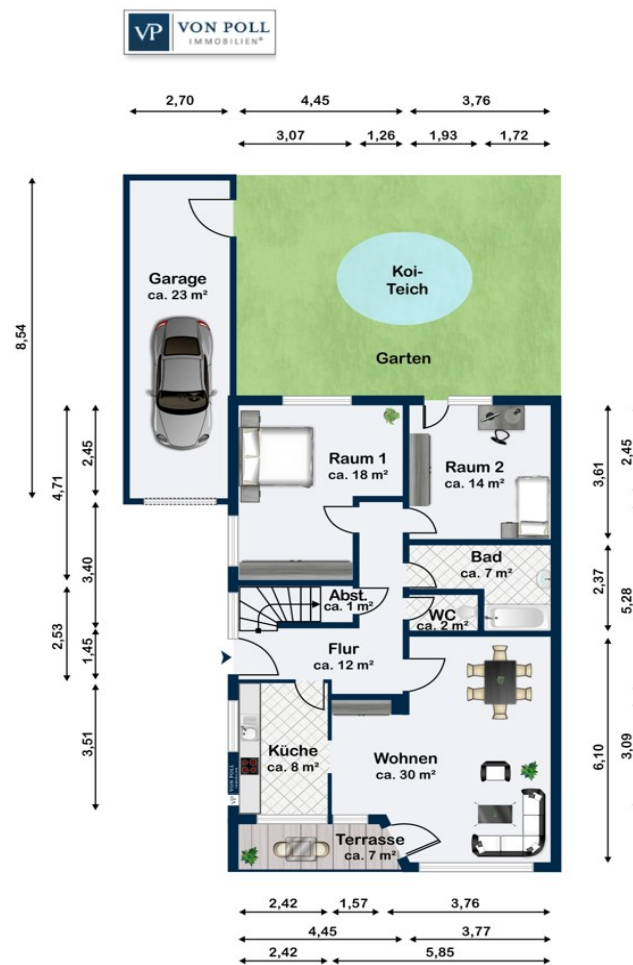 VP VON POLL
IMMOBILIEN®
2,70 4,45 3,76
3,07 1,26 1,93 1,72
8,54
Garage
ca. 23 m²
Koi-
Teich
Garten
4,71
2,45
Raum 1
ca. 18 m²
Raum 2
ca. 14 m²
3,61
2,45
3,40
2,53
1,45
Abst.
ca. 1 m²
Bad
ca. 7 m²
WC
ca. 2 m²
2,37
5,28
Flur
ca. 12 m²
3,51
Küche
ca. 8 m²
Wohnen
ca. 30 m²
6,10
3,09
VP VON POLL
Terrasse
ca. 7 m²
2,42 1,57 3,76
4,45 3,77
2,42 5,85